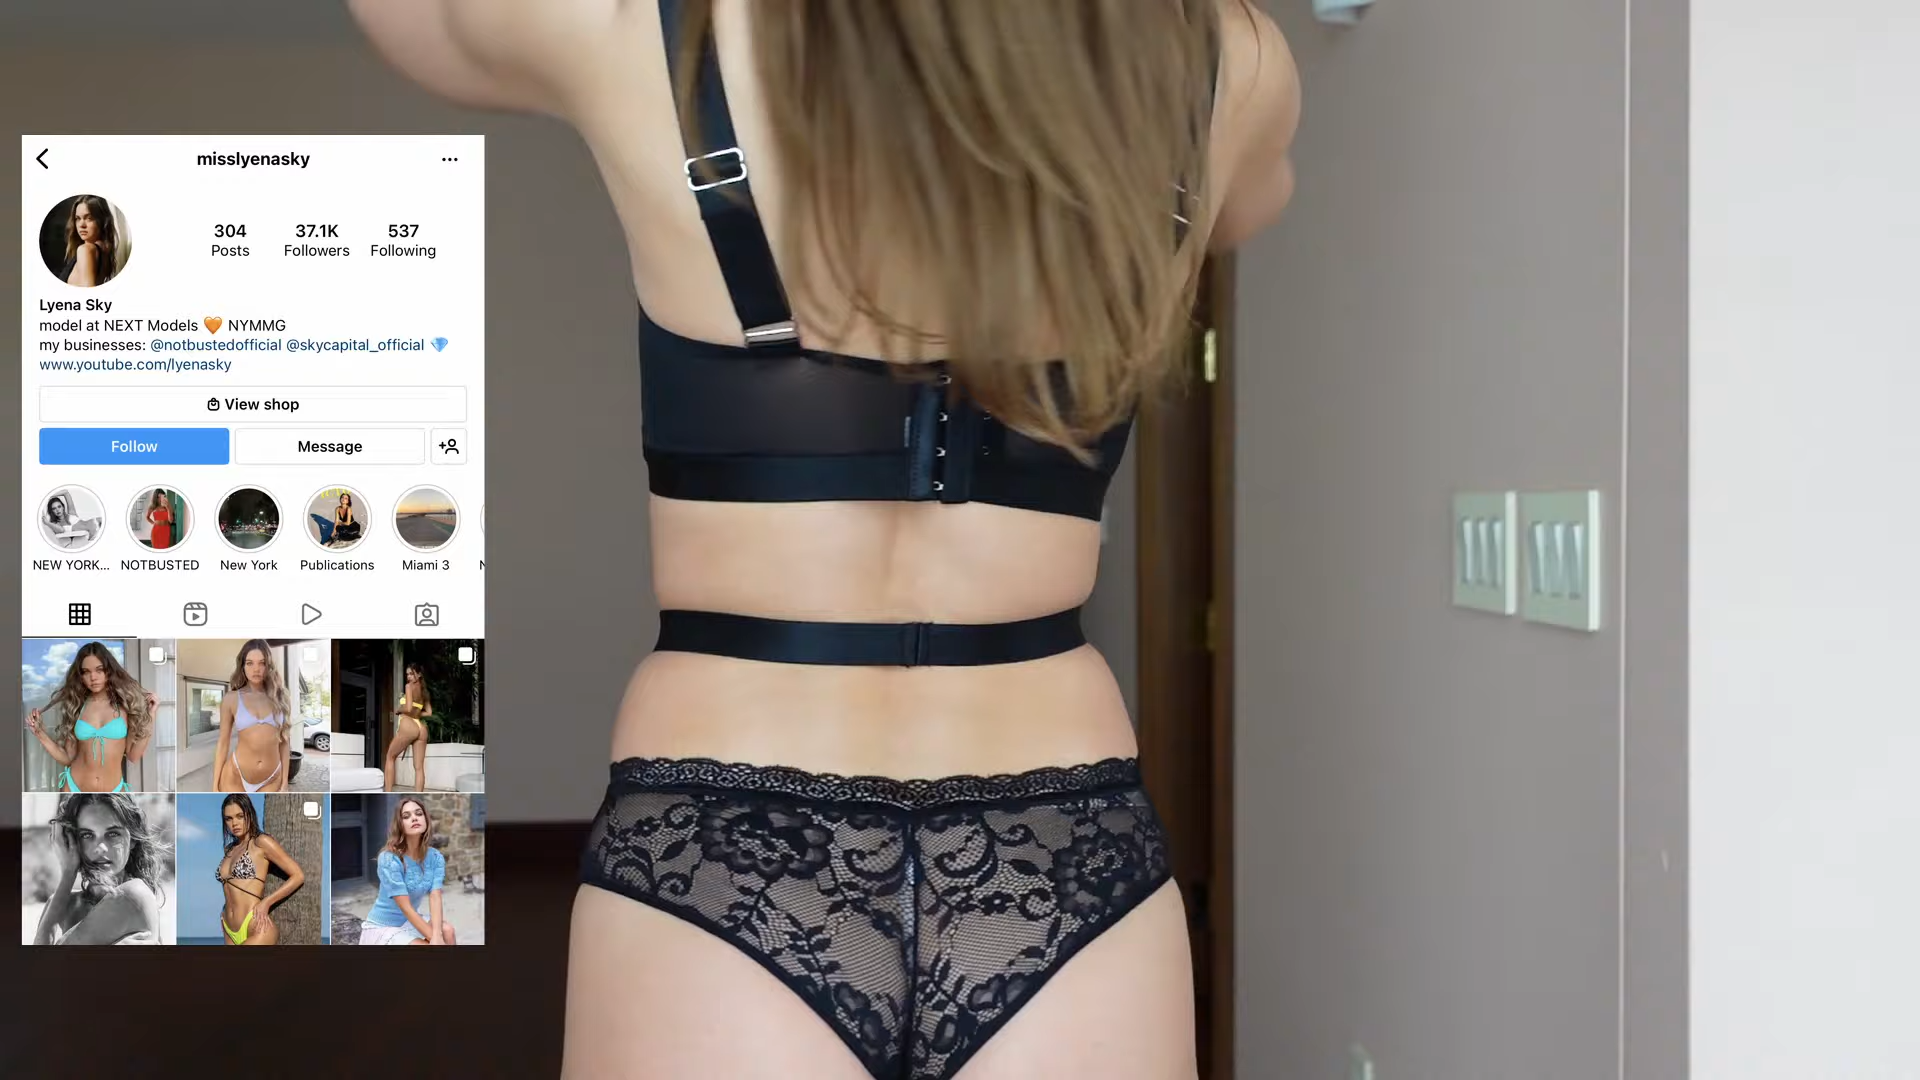 misslyenasky
304
37.1K
537
Posts
Followers
Following
Lyena Sky
model at NEXT Models 🧡 NYMMG
my businesses: @notbustedofficial @skycapital_official 💎
www.youtube.com/lyenasky
View shop
Follow
Message
NEW YORK...
NOTBUSTED
New York
Publications
Miami 3